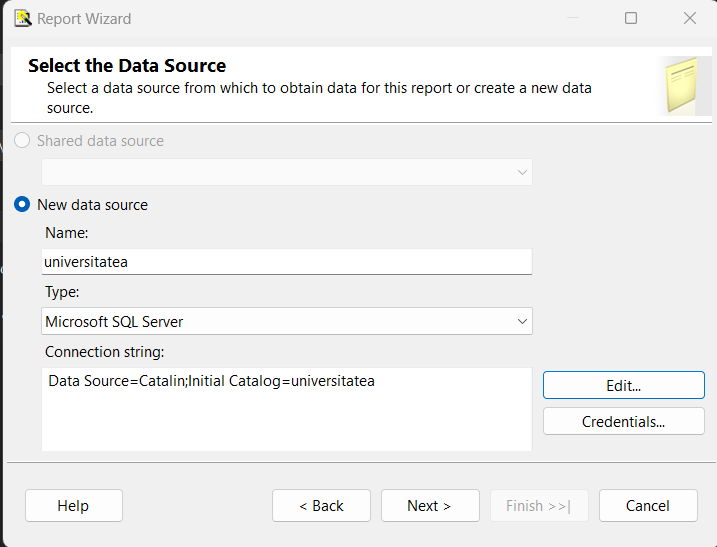 Report Wizard
Select the Data Source
Select a data source from which to obtain data for this report or create a new data
source.
Shared data source
New data source
Name:
universitatea
Type:
Microsoft SQL Server
Connection string:
Data Source=Catalin;Initial Catalog=universitatea
Edit...
Credentials...
Help
< Back
Next >
Finish >>|
Cancel